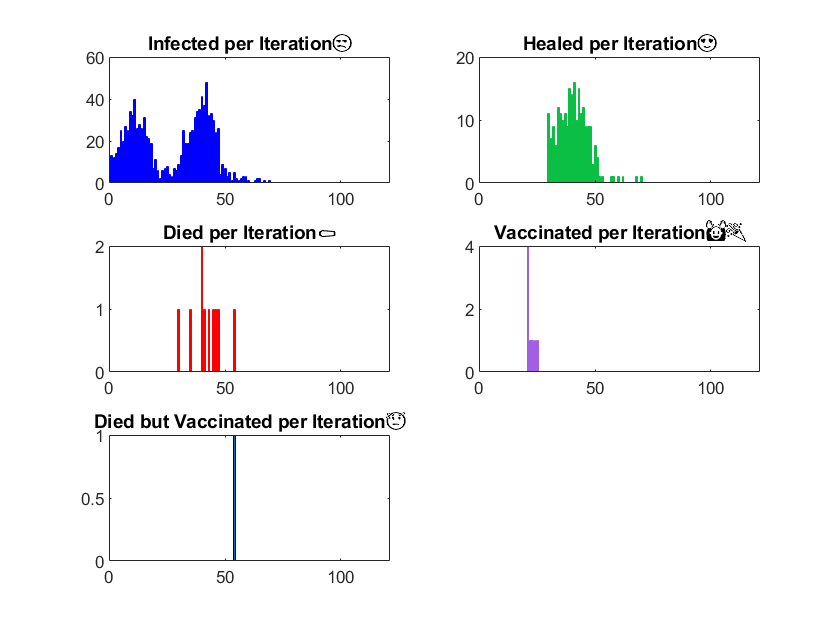 Infected per Iteration😒
60
40
20
0
0 50 100
Healed per Iteration😍
20
10
0
0 50 100
Died per Iteration⚰
2
1
0
0 50 100
Vaccinated per Iteration🙌🎉
4
2
0
0 50 100
Died but Vaccinated per Iteration😇
1
0.5
0
0 50 100